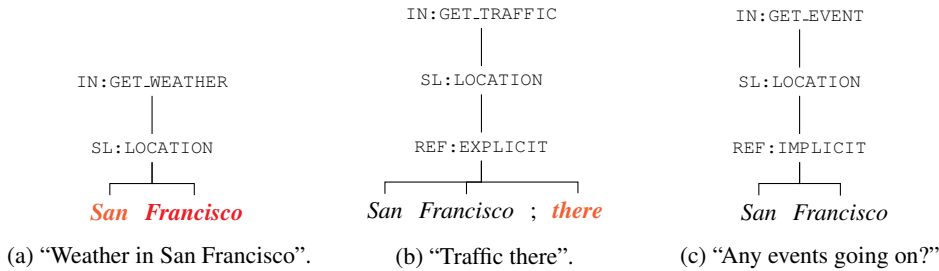 IN:GET_WEATHER
SL:LOCATION
San Francisco
(a) “Weather in San Francisco”.
IN:GET_TRAFFIC
SL:LOCATION
REF:EXPLICIT
San Francisco ; there
(b) “Traffic there”.
IN:GET_EVENT
SL:LOCATION
REF:IMPLICIT
San Francisco
(c) “Any events going on?”